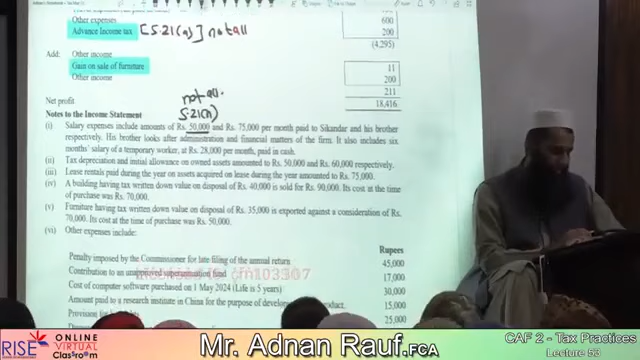 Other expenses 600
Advance Income tax [S.21(a)] not all 200
(4,295)
Add: Other income
Gain on sale of furniture 11
Other income 200
211
Net profit 18,416
not all.
S.21(n)
Notes to the Income Statement
(i) Salary expenses include amounts of Rs. 50,000 and Rs. 75,000 per month paid to Sikandar and his brother
respectively. His brother looks after administration and financial matters of the firm. It also includes six
months' salary of a temporary worker, at Rs. 28,000 per month, paid in cash.
(ii) Tax depreciation and initial allowance on owned assets amounted to Rs. 50,000 and Rs. 60,000 respectively.
(iii) Lease rentals paid during the year on assets acquired on lease during the year amounted to Rs. 75,000.
(iv) A building having tax written down value on disposal of Rs. 40,000 is sold for Rs. 90,000. Its cost at the time
of purchase was Rs. 70,000.
(v) Furniture having tax written down value on disposal of Rs. 35,000 is exported against a consideration of Rs.
70,000. Its cost at the time of purchase was Rs. 50,000.
(vi) Other expenses include:
Rupees
Penalty imposed by the Commissioner for late filing of the annual return 45,000
Contribution to an unapproved superannuation fund 17,000
Cost of computer software purchased on 1 May 2024 (Life is 5 years) 30,000
Amount paid to a research institute in China for the purpose of develop product 15,000
Provision for 25,000
RISE
ONLINE
VIRTUAL
Classroom
Mr. Adnan Rauf.FCA
CAF 2 - Tax Practices
Lecture 53